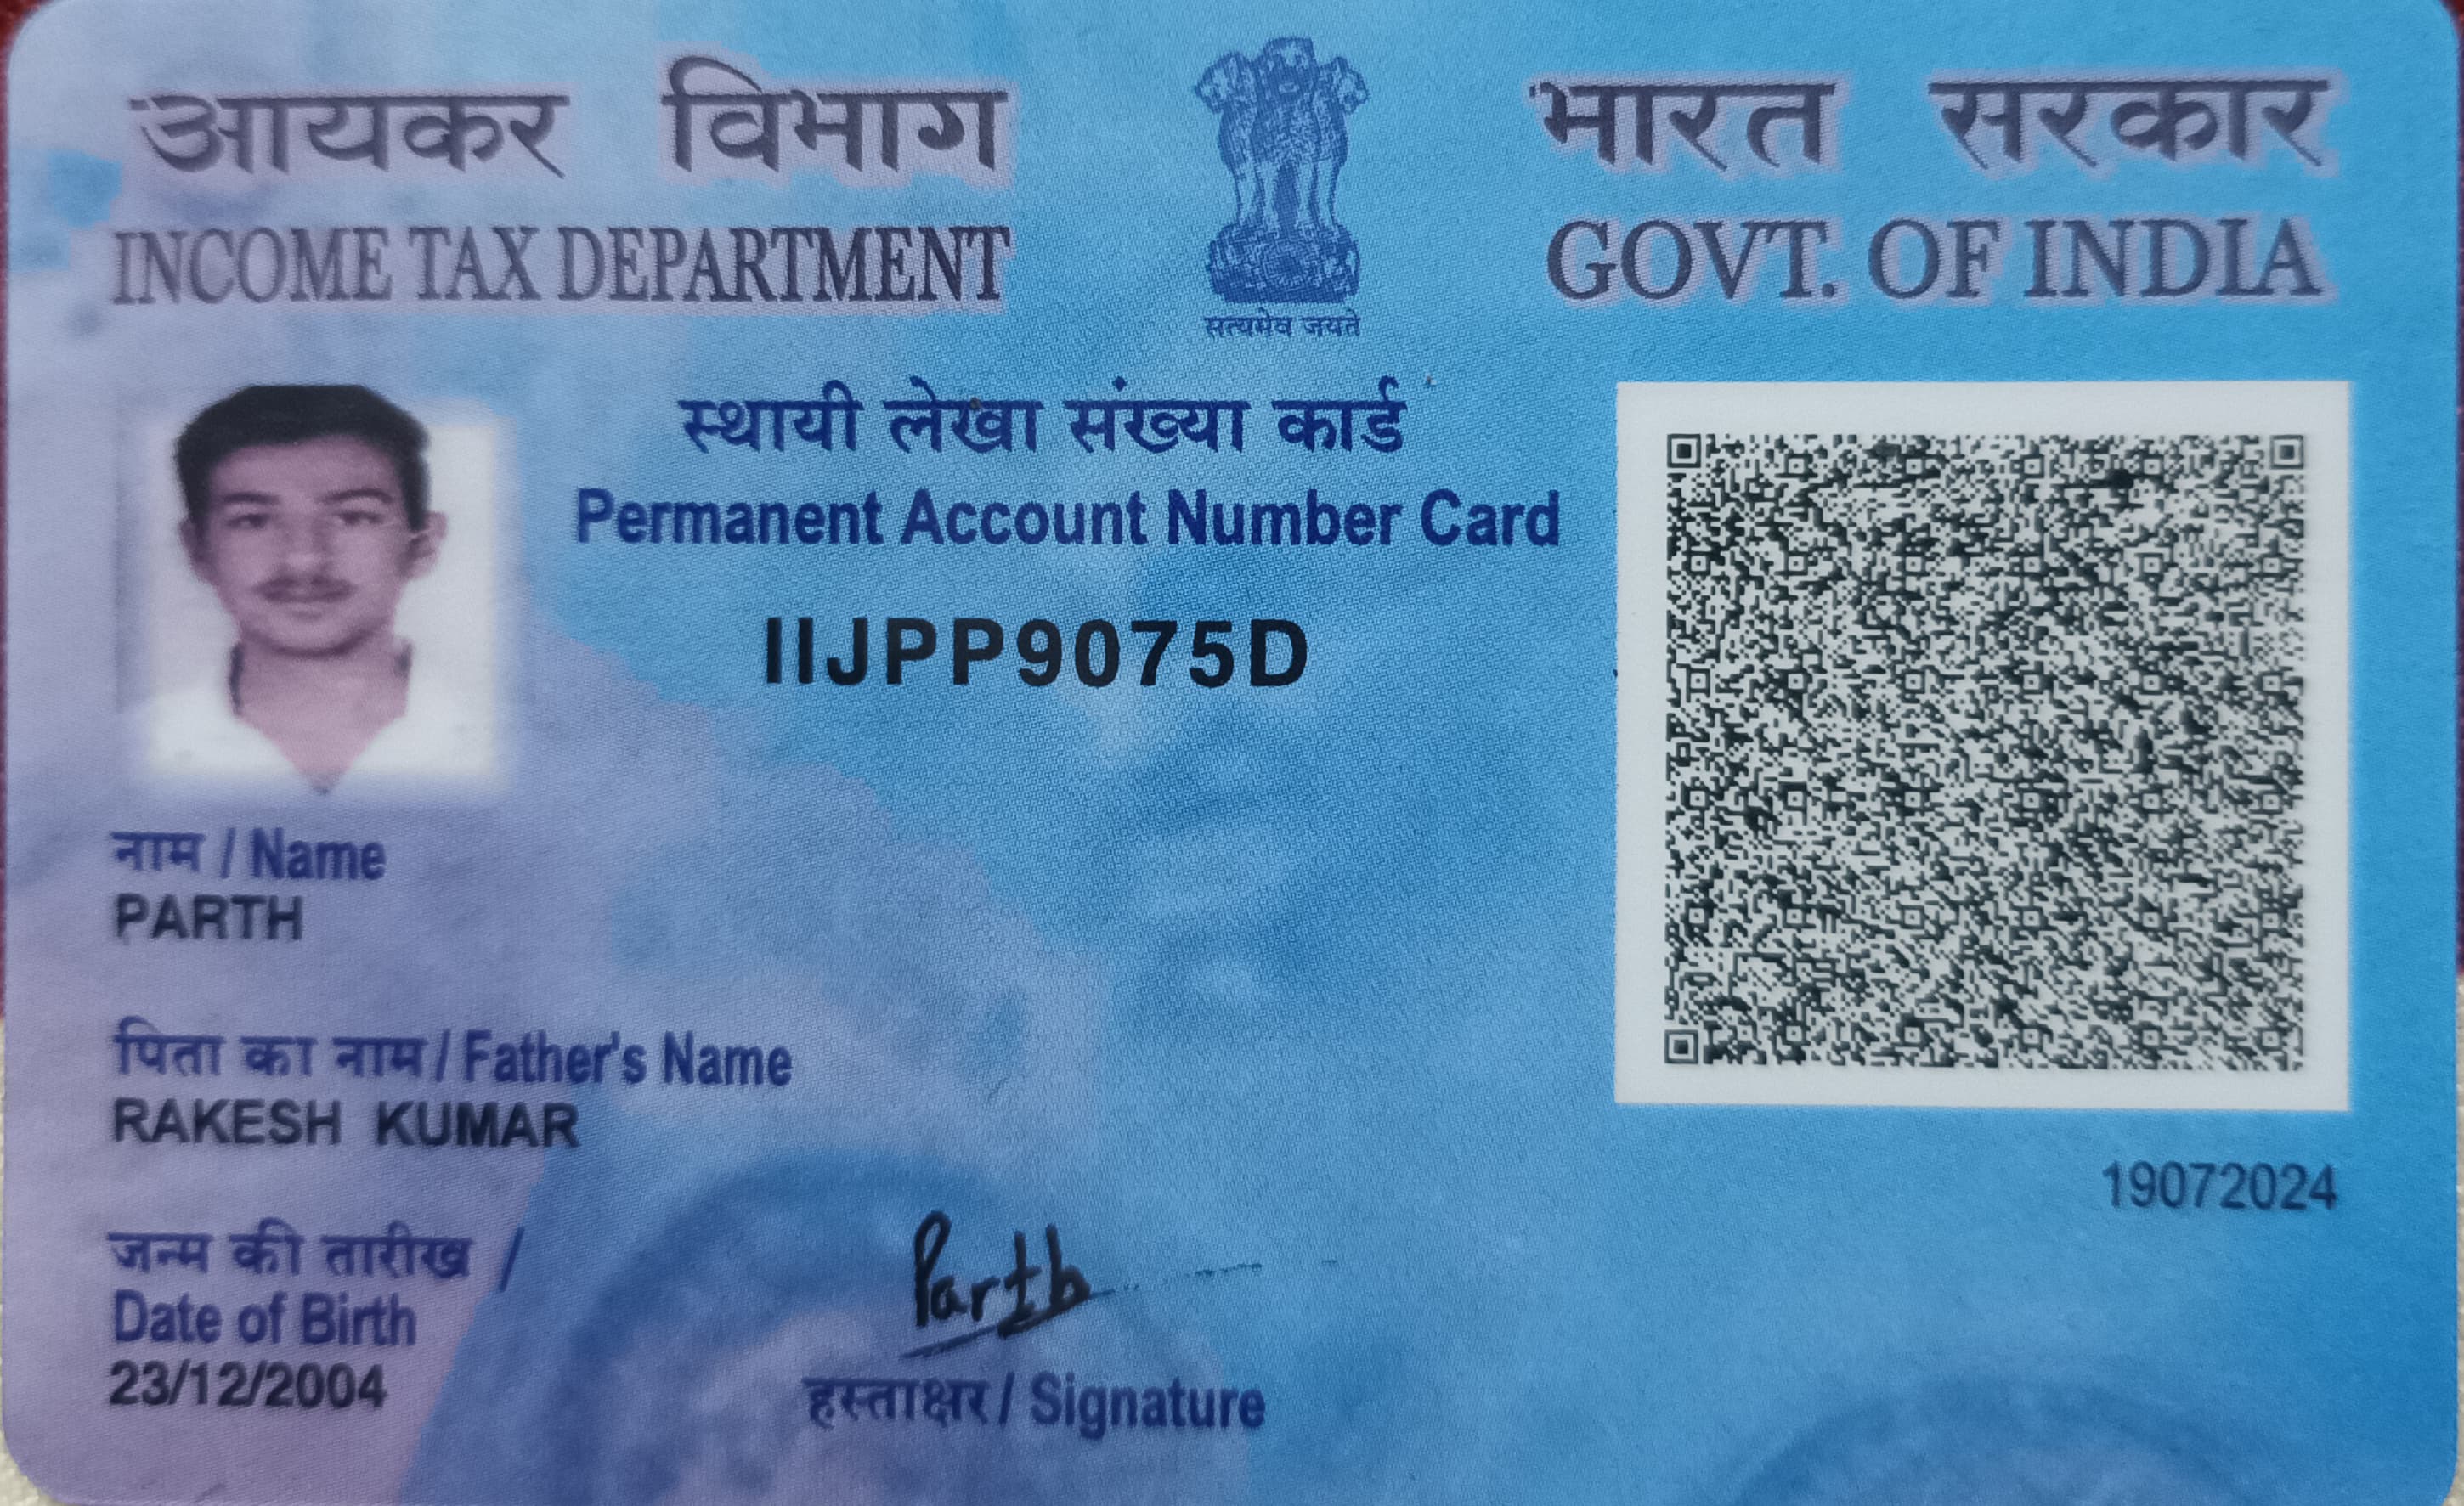 आयकर विभाग
INCOME TAX DEPARTMENT
सत्यमेव जयते
भारत सरकार
GOVT. OF INDIA
स्थायी लेखा संख्या कार्ड
Permanent Account Number Card
IIJPP9075D
नाम / Name
PARTH
पिता का नाम / Father's Name
RAKESH KUMAR
जन्म की तारीख /
Date of Birth
23/12/2004
Parth
हस्ताक्षर / Signature
19072024